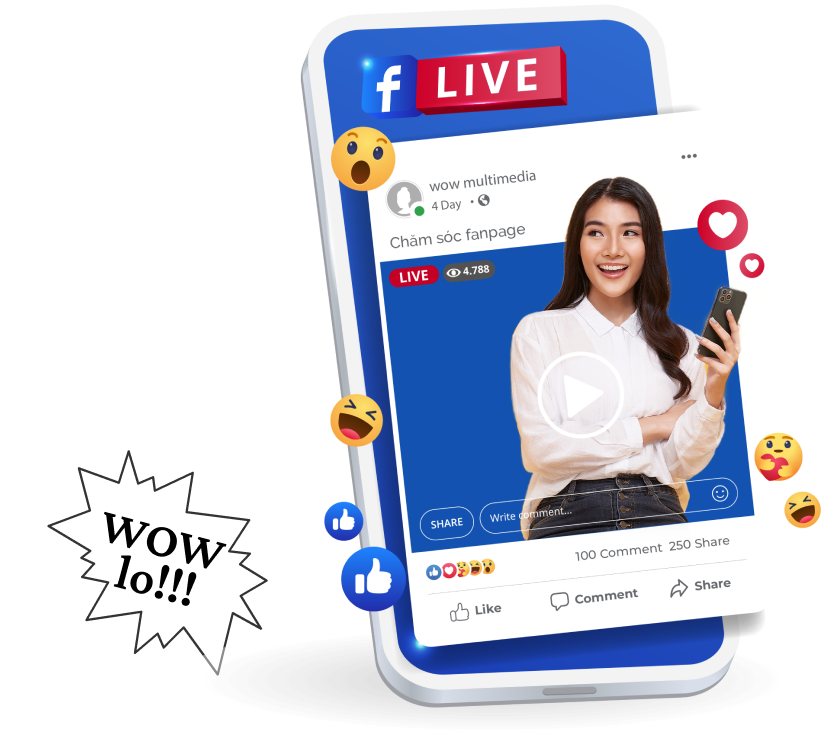 f LIVE
wow multimedia
4 Day
Chăm sóc fanpage
LIVE 4.788
SHARE
Write comment...
100 Comment 250 Share
Like
Comment
Share
WOW
lo!!!